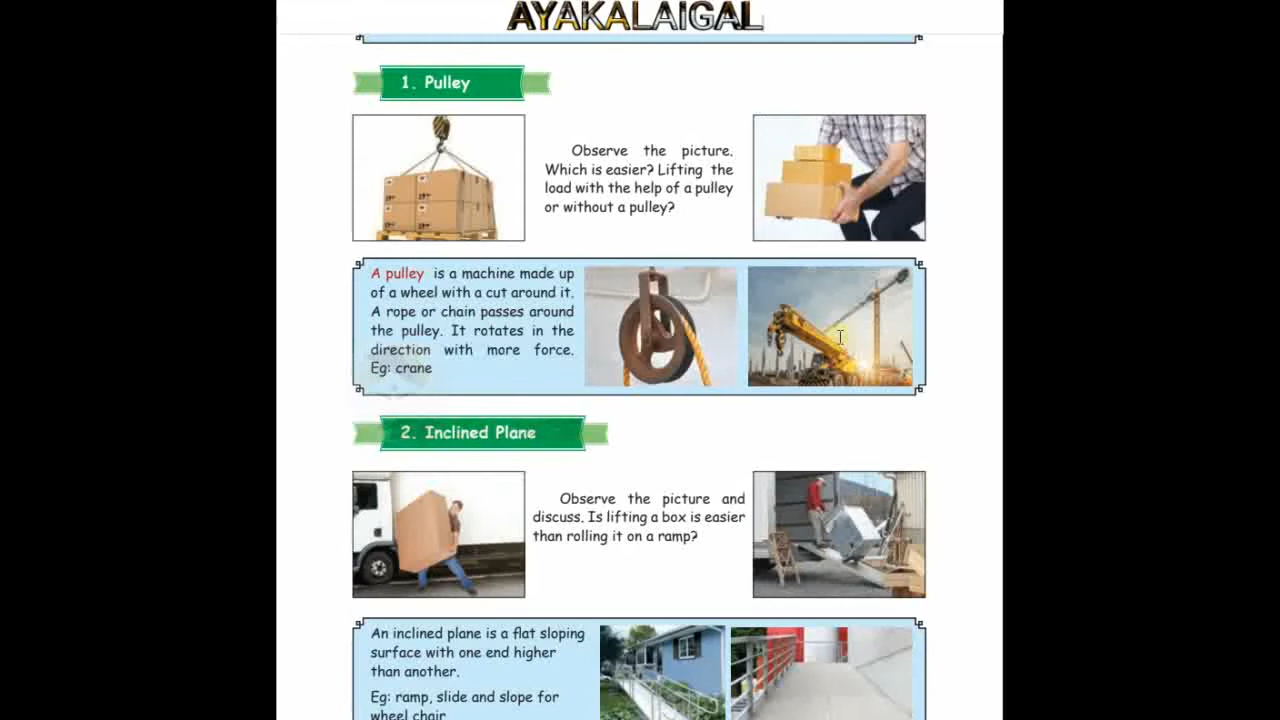 AYAKALAIGAL
1. Pulley
Observe the picture.
Which is easier? Lifting the
load with the help of a pulley
or without a pulley?
A pulley is a machine made up
of a wheel with a cut around it.
A rope or chain passes around
the pulley. It rotates in the
direction with more force.
Eg: crane
2. Inclined Plane
Observe the picture and
discuss. Is lifting a box is easier
than rolling it on a ramp?
An inclined plane is a flat sloping
surface with one end higher
than another.
Eg: ramp, slide and slope for
wheel chair